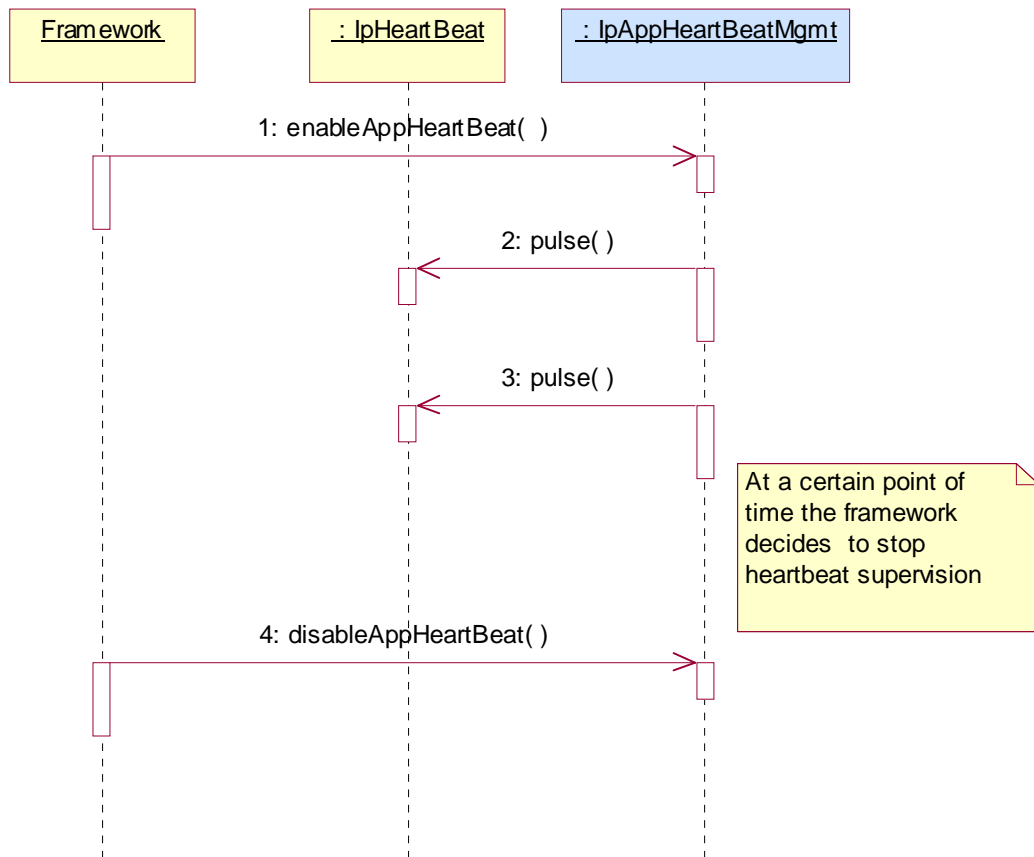 Framework
: IpHeartBeat
: IpAppHeartBeatMgmt
1: enableAppHeartBeat( )
2: pulse( )
3: pulse( )
At a certain point of
time the framework
decides to stop
heartbeat supervision
4: disableAppHeartBeat( )